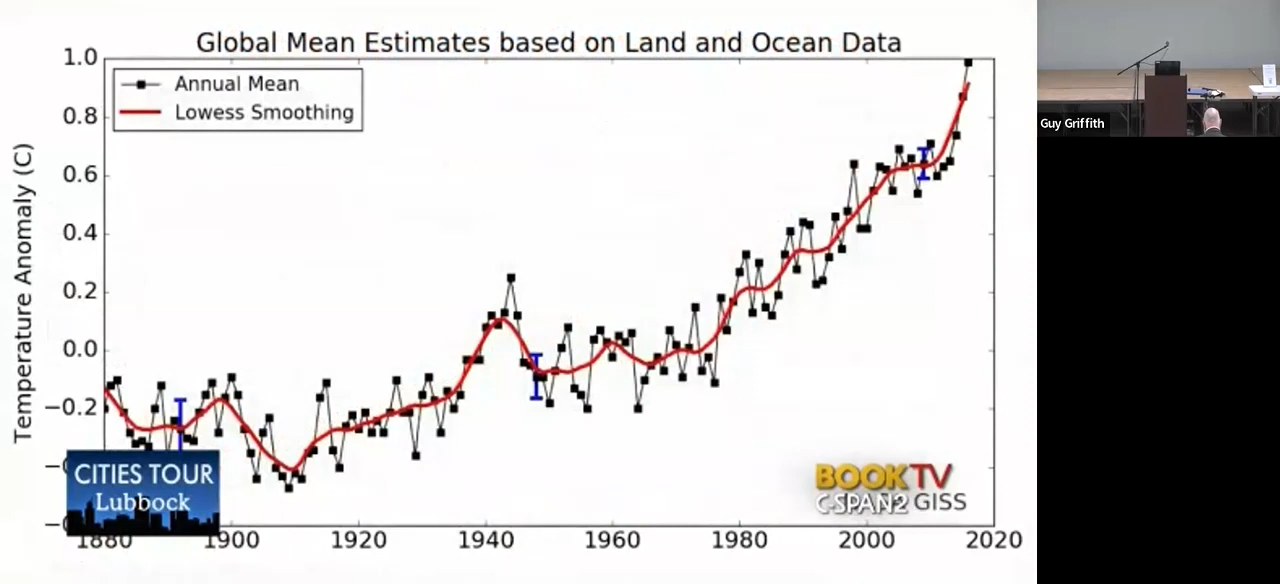 Global Mean Estimates based on Land and Ocean Data
Annual Mean
Lowess Smoothing
Temperature Anomaly (C)
1.0
0.8
0.6
0.4
0.2
0.0
−0.2
1880
1900
1920
1940
1960
1980
2000
2020
CITIES TOUR
Lubbock
BOOK TV
C-SPAN2
GISS
Guy Griffith